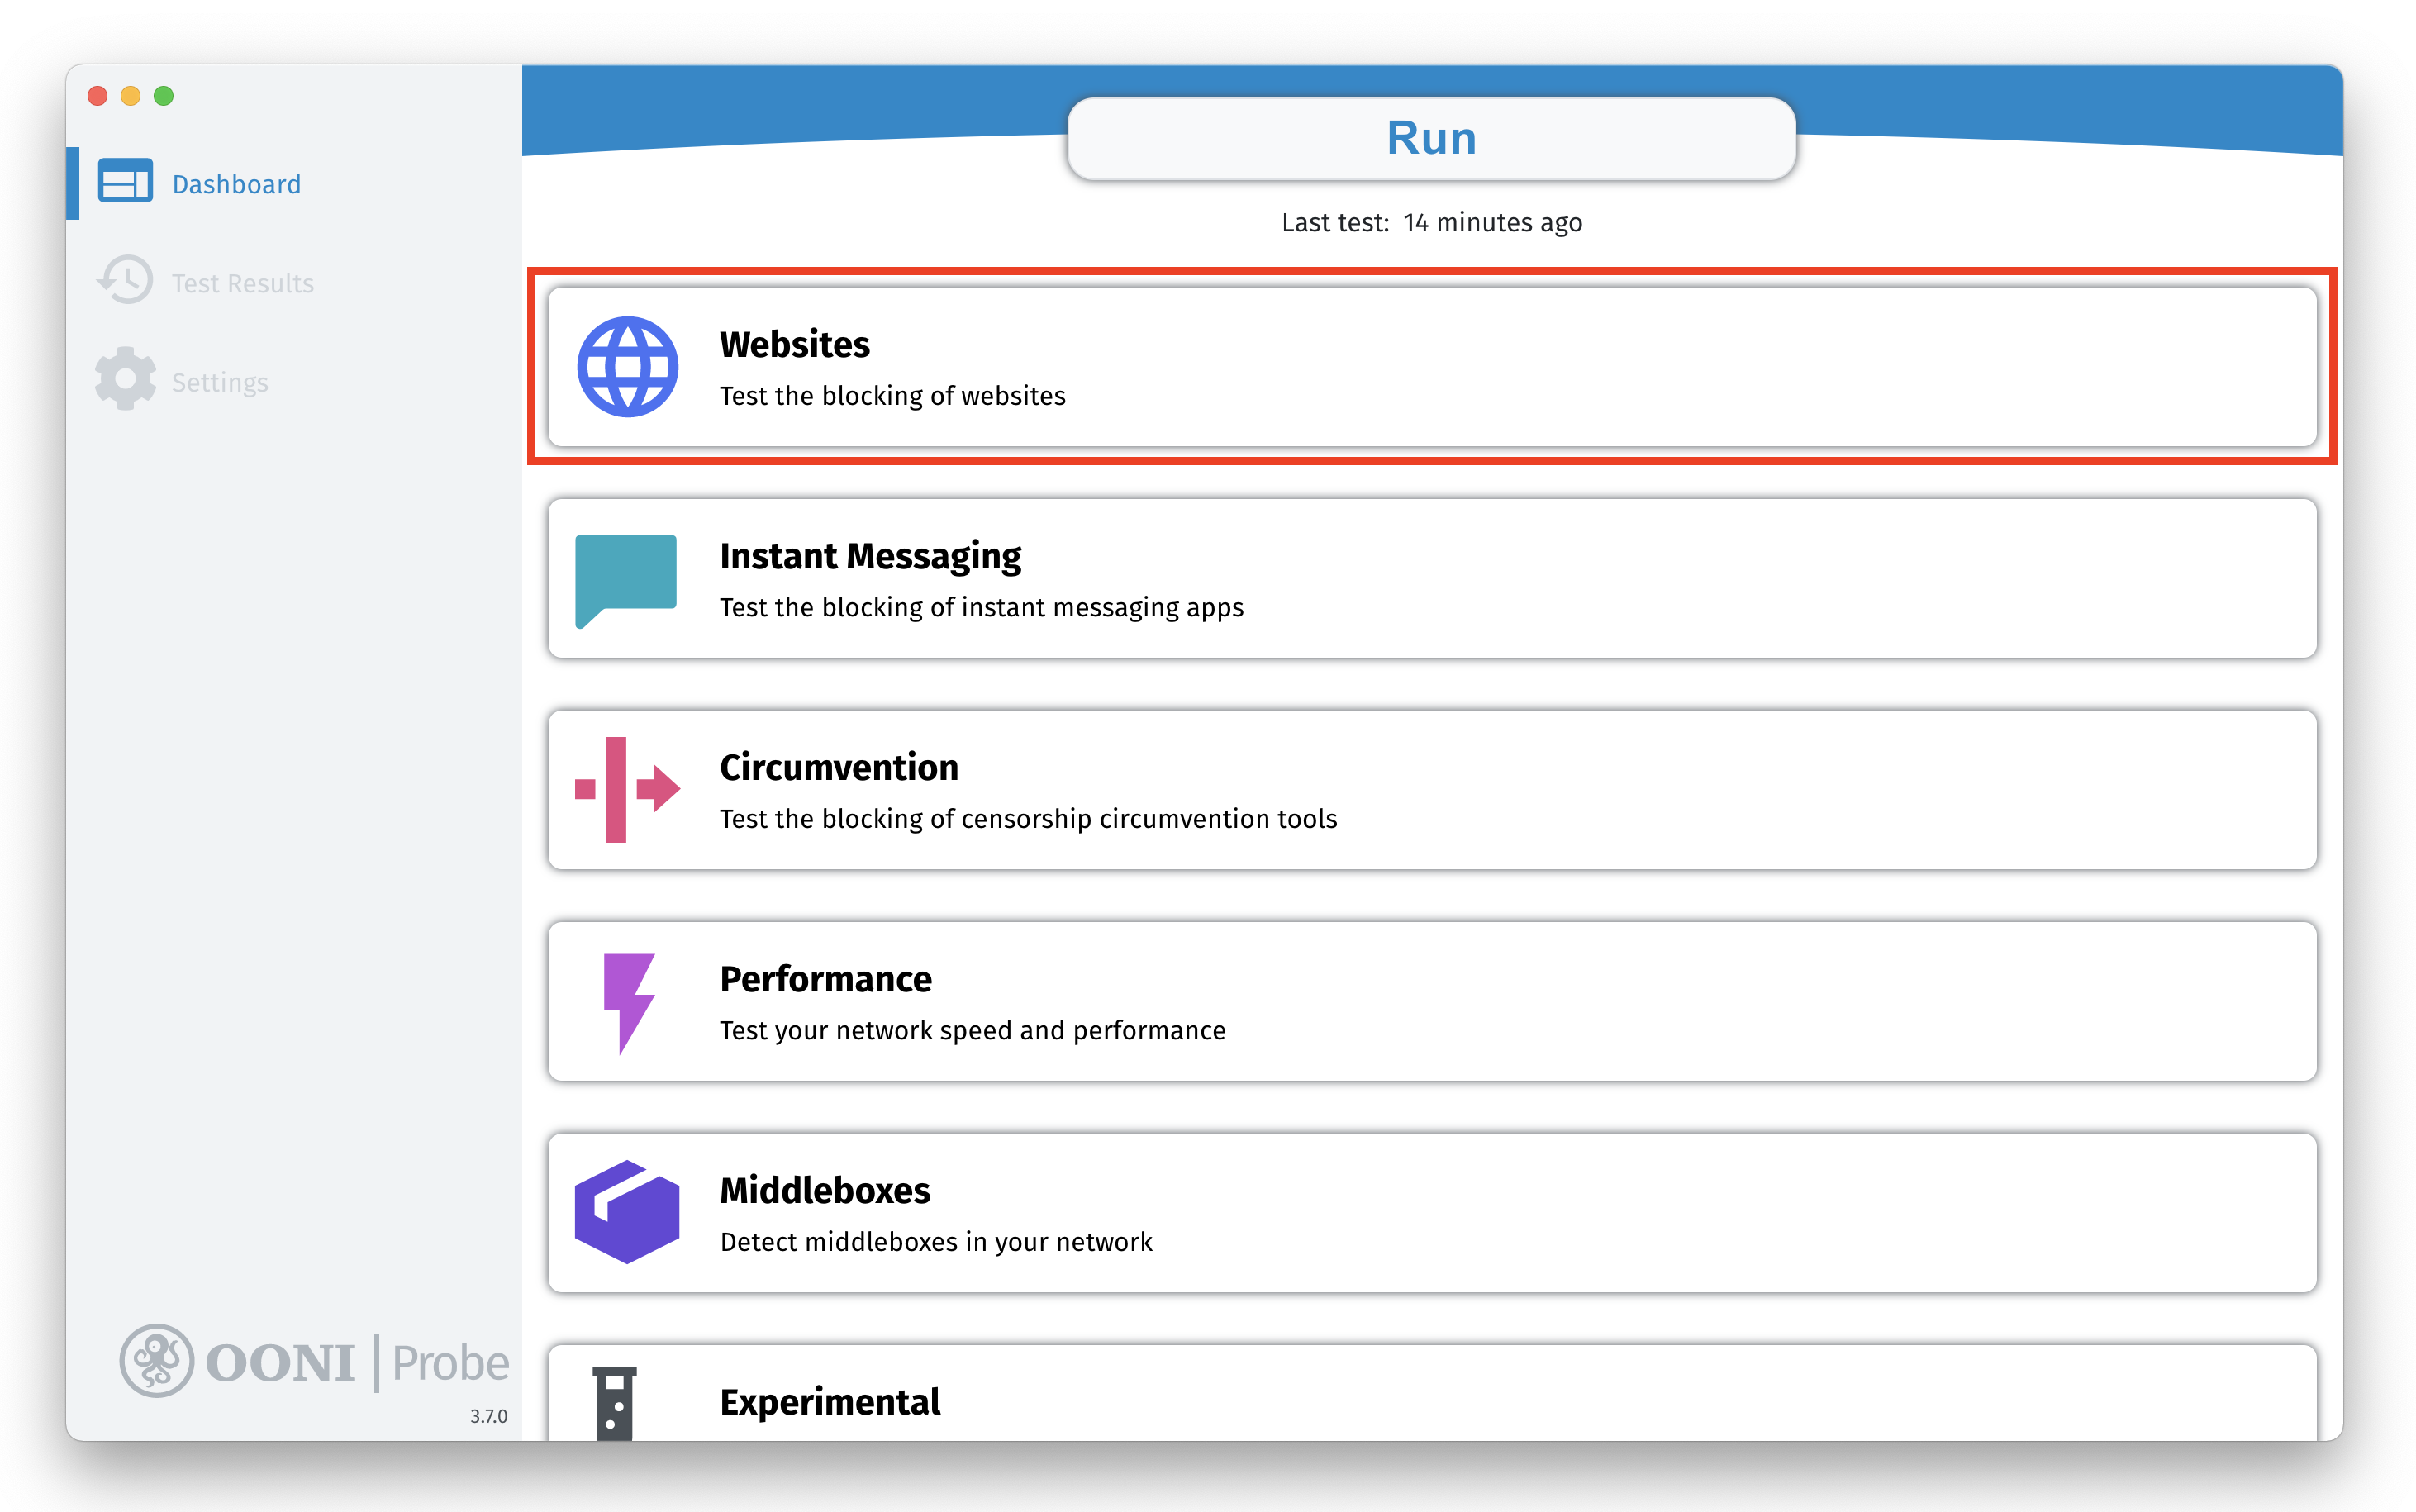 Dashboard
Test Results
Settings
OONI | Probe
3.7.0
Run
Last test: 14 minutes ago
Websites
Test the blocking of websites
Instant Messaging
Test the blocking of instant messaging apps
Circumvention
Test the blocking of censorship circumvention tools
Performance
Test your network speed and performance
Middleboxes
Detect middleboxes in your network
Experimental